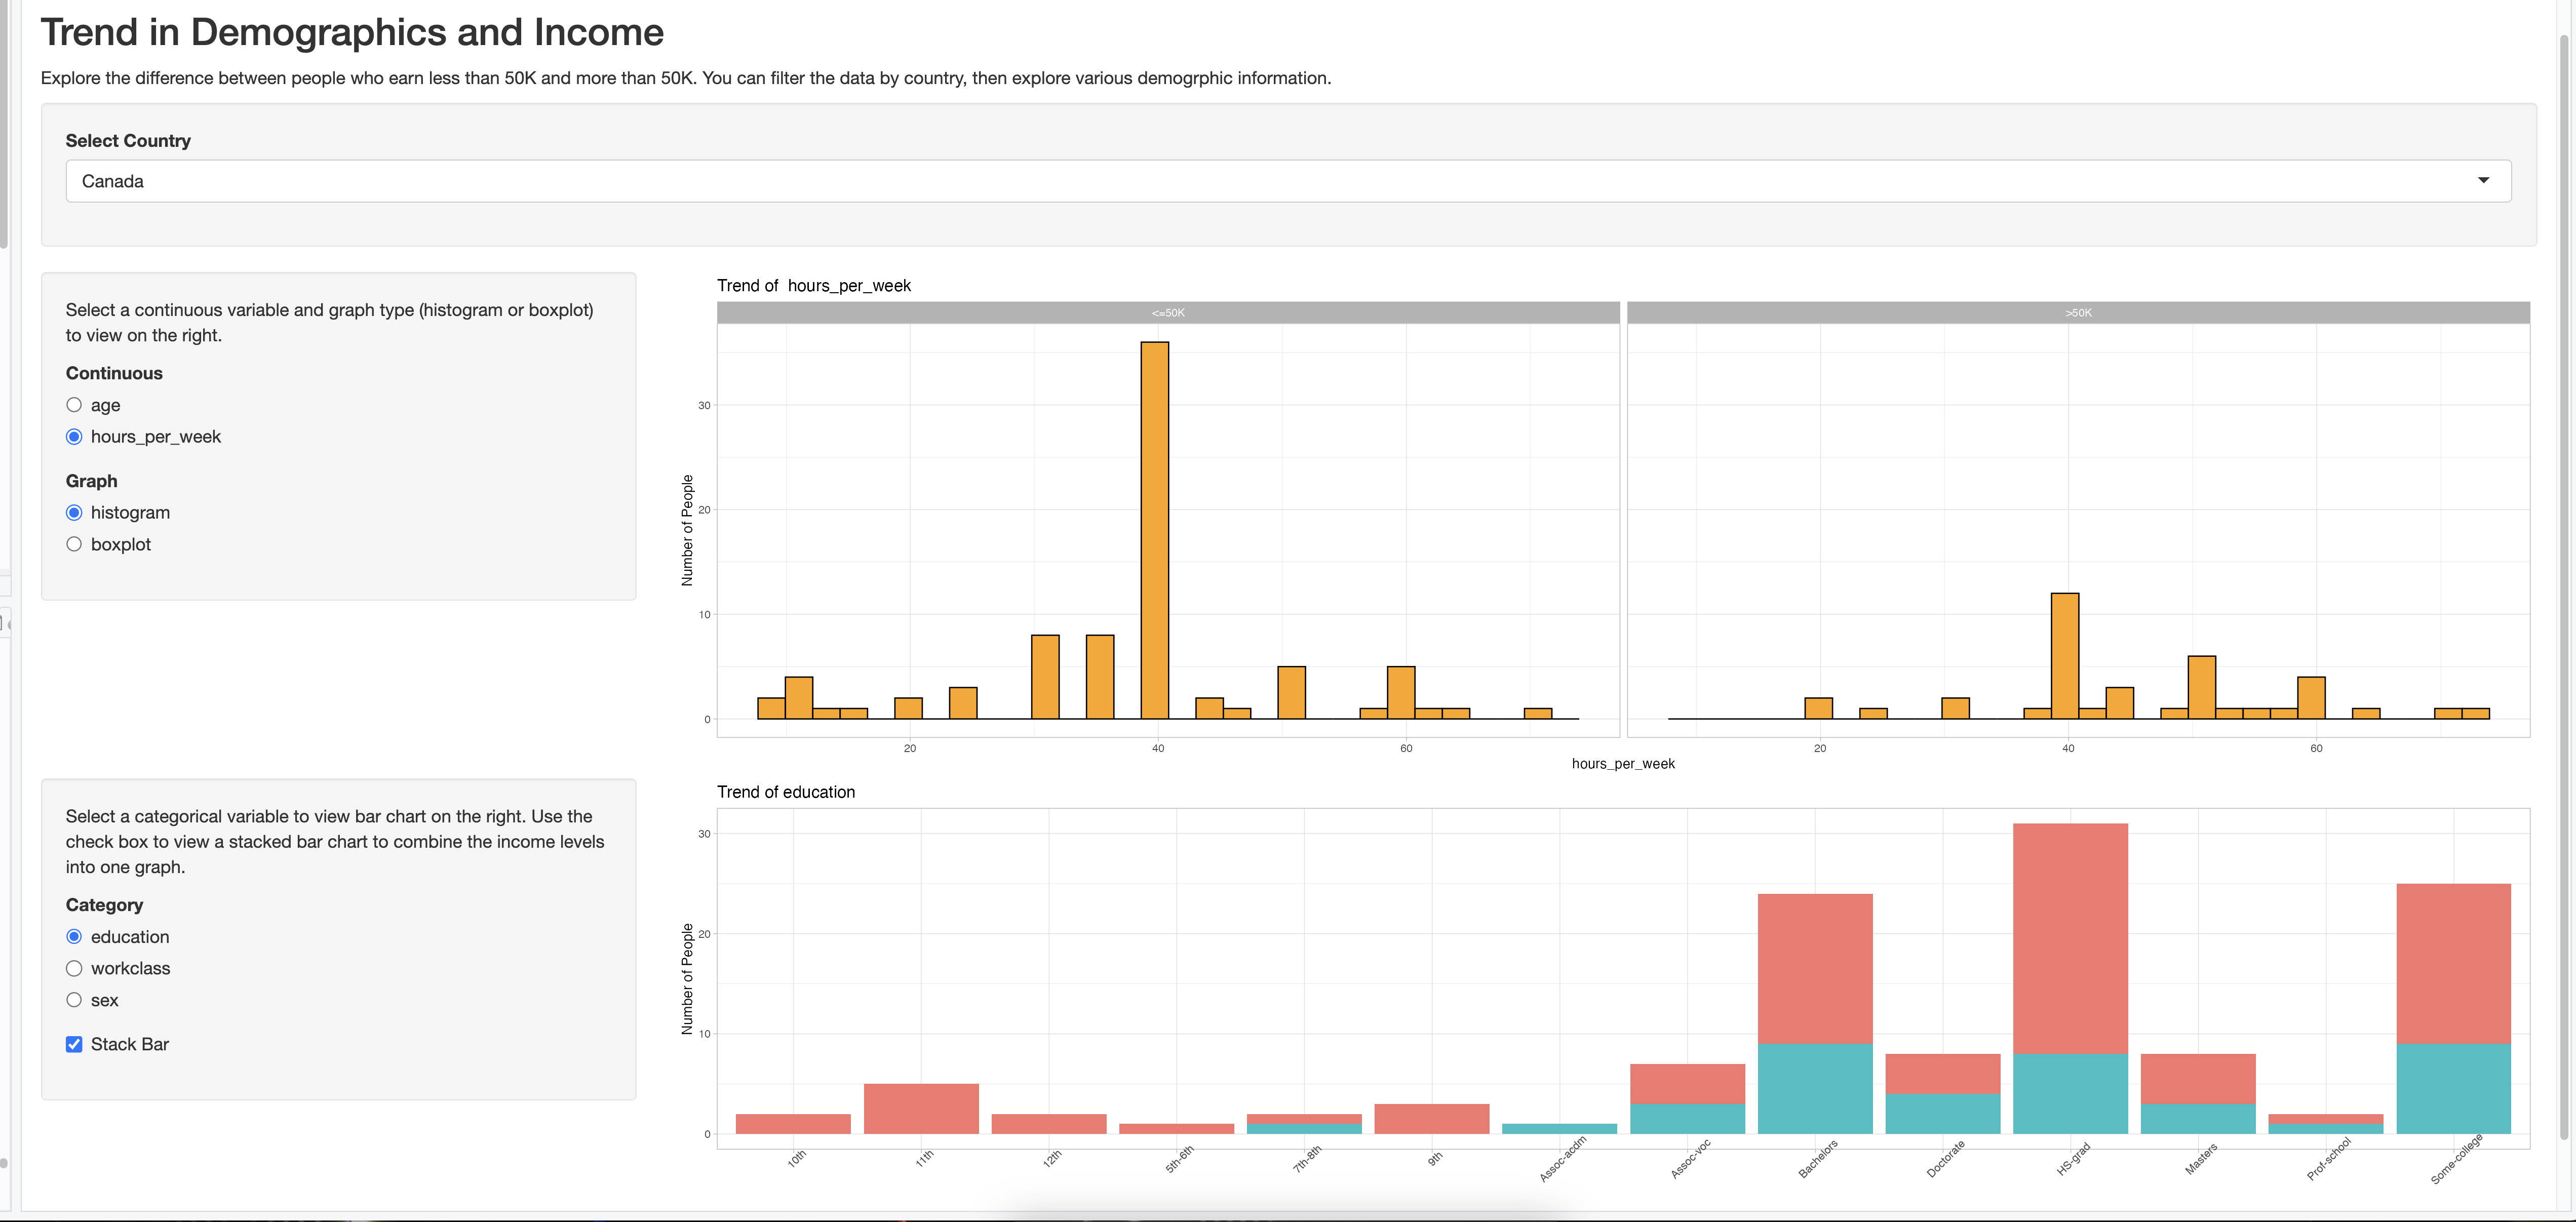 Trend in Demographics and Income
Explore the difference between people who earn less than 50K and more than 50K. You can filter the data by country, then explore various demogrphic information.
Select Country
Canada
Select a continuous variable and graph type (histogram or boxplot)
to view on the right.
Continuous
age
hours_per_week
Graph
histogram
boxplot
Trend of hours_per_week
<=50K
>50K
Number of People
30
20
10
0
20
40
60
20
40
60
hours_per_week
Select a categorical variable to view bar chart on the right. Use the
check box to view a stacked bar chart to combine the income levels
into one graph.
Category
education
workclass
sex
Stack Bar
Trend of education
Number of People
30
20
10
0
10th
11th
12th
5th-6th
7th-8th
9th
Assoc-acdm
Assoc-voc
Bachelors
Doctorate
HS-grad
Masters
Prof-school
Some-college